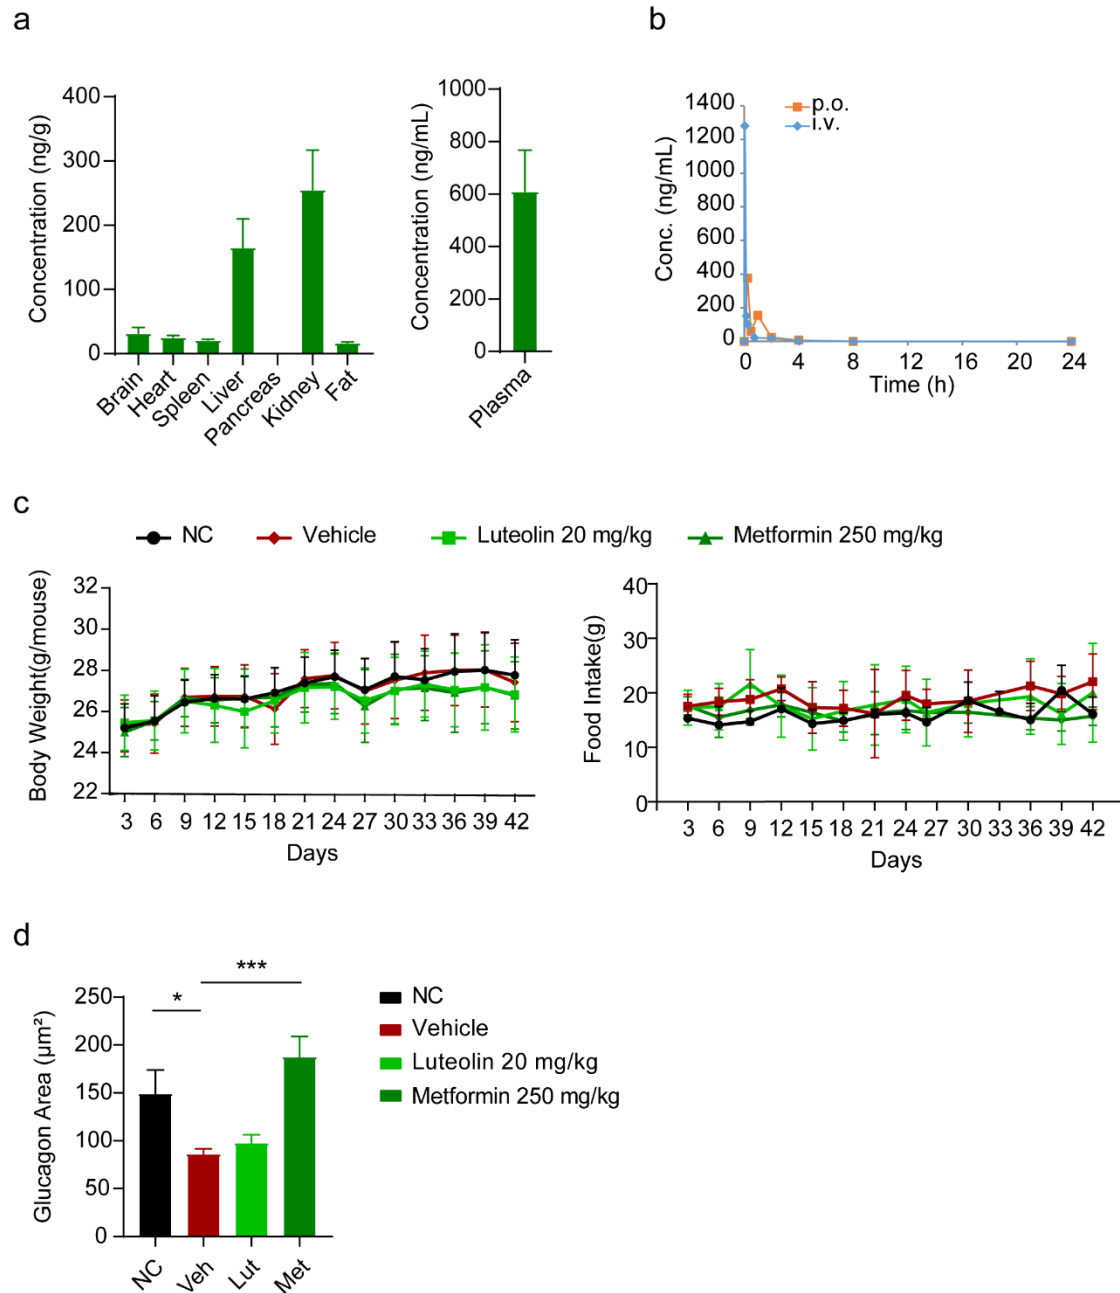 a
Concentration (ng/g)
400
300
200
100
0
Brain
Heart
Spleen
Liver
Pancreas
Kidney
Fat
Concentration (ng/mL)
1000
800
600
400
200
0
Plasma
b
Conc. (ng/mL)
1400
1200
1000
800
600
400
200
0
p.o.
i.v.
0 4 8 12 16 20 24
Time (h)
c
NC
Vehicle
Luteolin 20 mg/kg
Metformin 250 mg/kg
Body Weight(g/mouse)
32
30
28
26
24
22
3 6 9 12 15 18 21 24 27 30 33 36 39 42
Days
Food Intake(g)
40
30
20
10
0
3 6 9 12 15 18 21 24 27 30 33 36 39 42
Days
d
Glucagon Area (µm²)
250
200
150
100
50
0
*
***
NC
Veh
Lut
Met
NC
Vehicle
Luteolin 20 mg/kg
Metformin 250 mg/kg